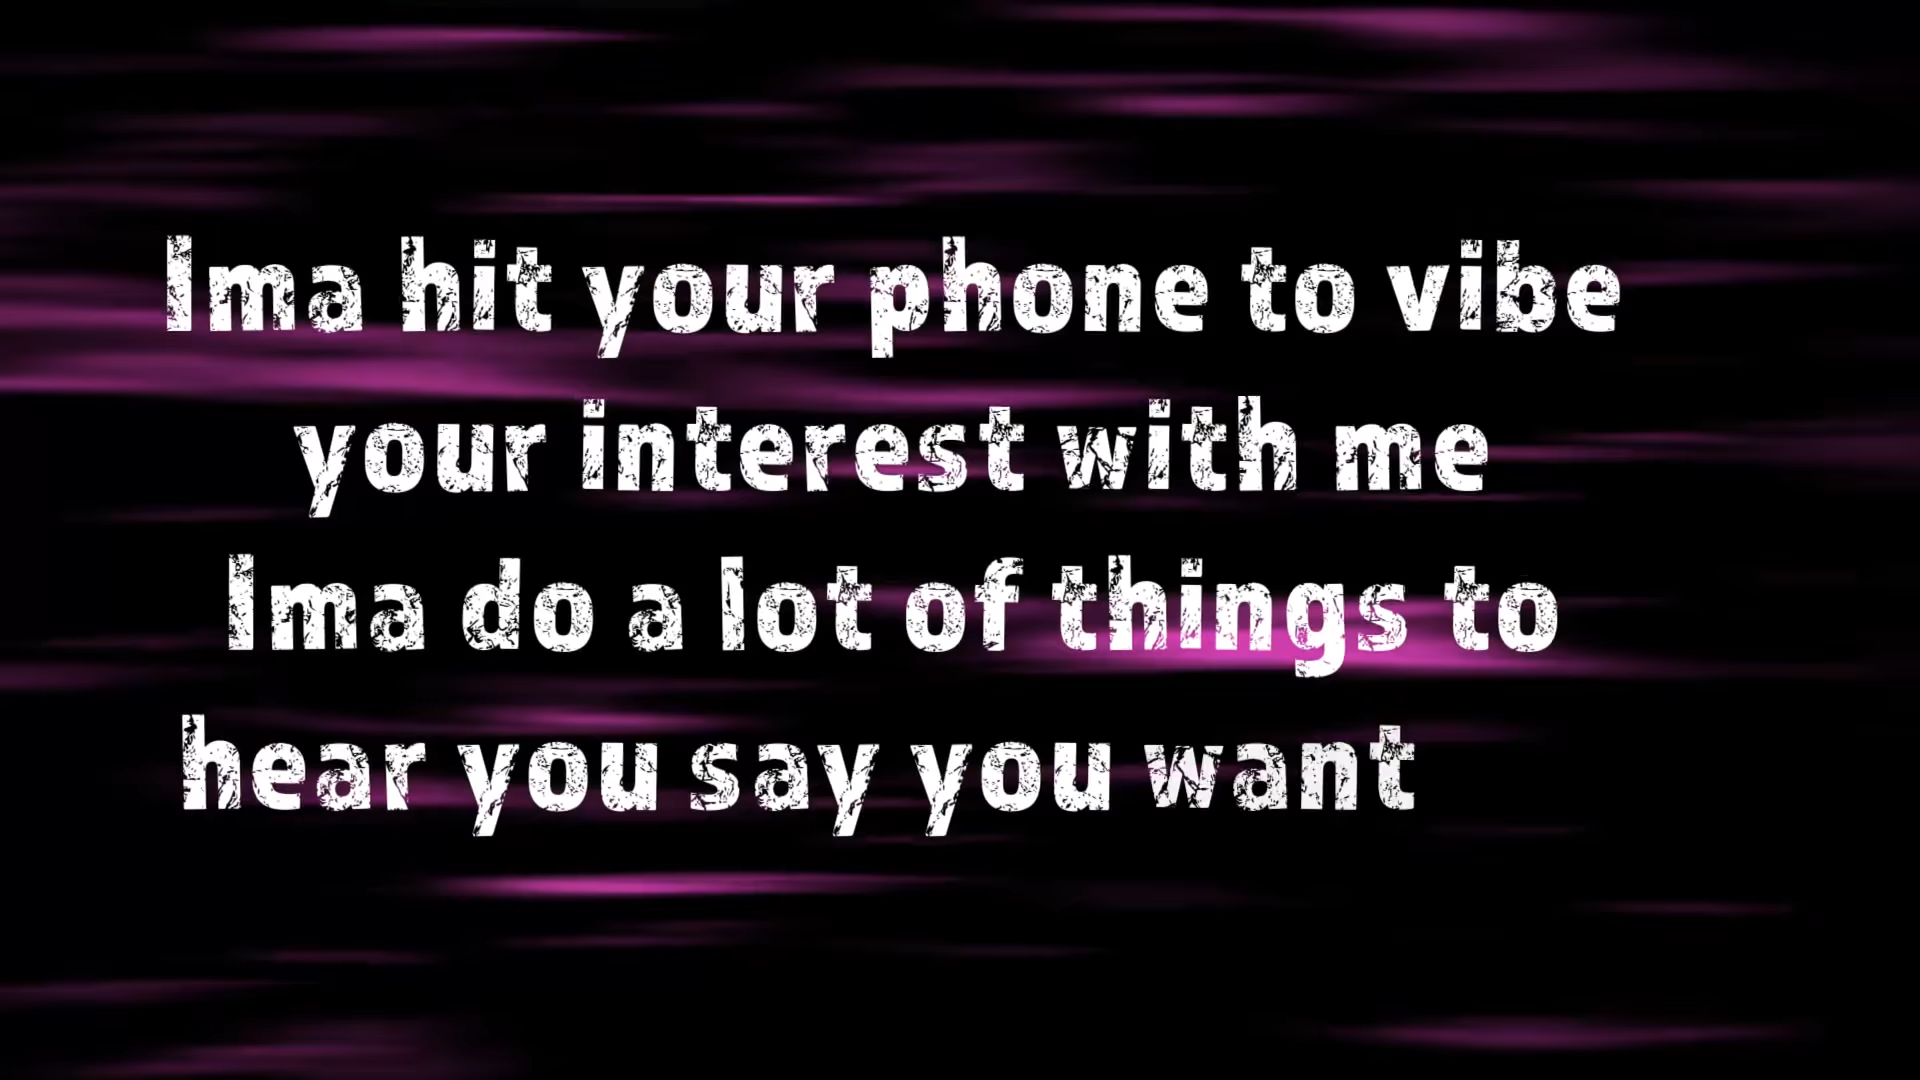 Ima hit your phone to vibe
your interest with me
Ima do a lot of things to
hear you say you want